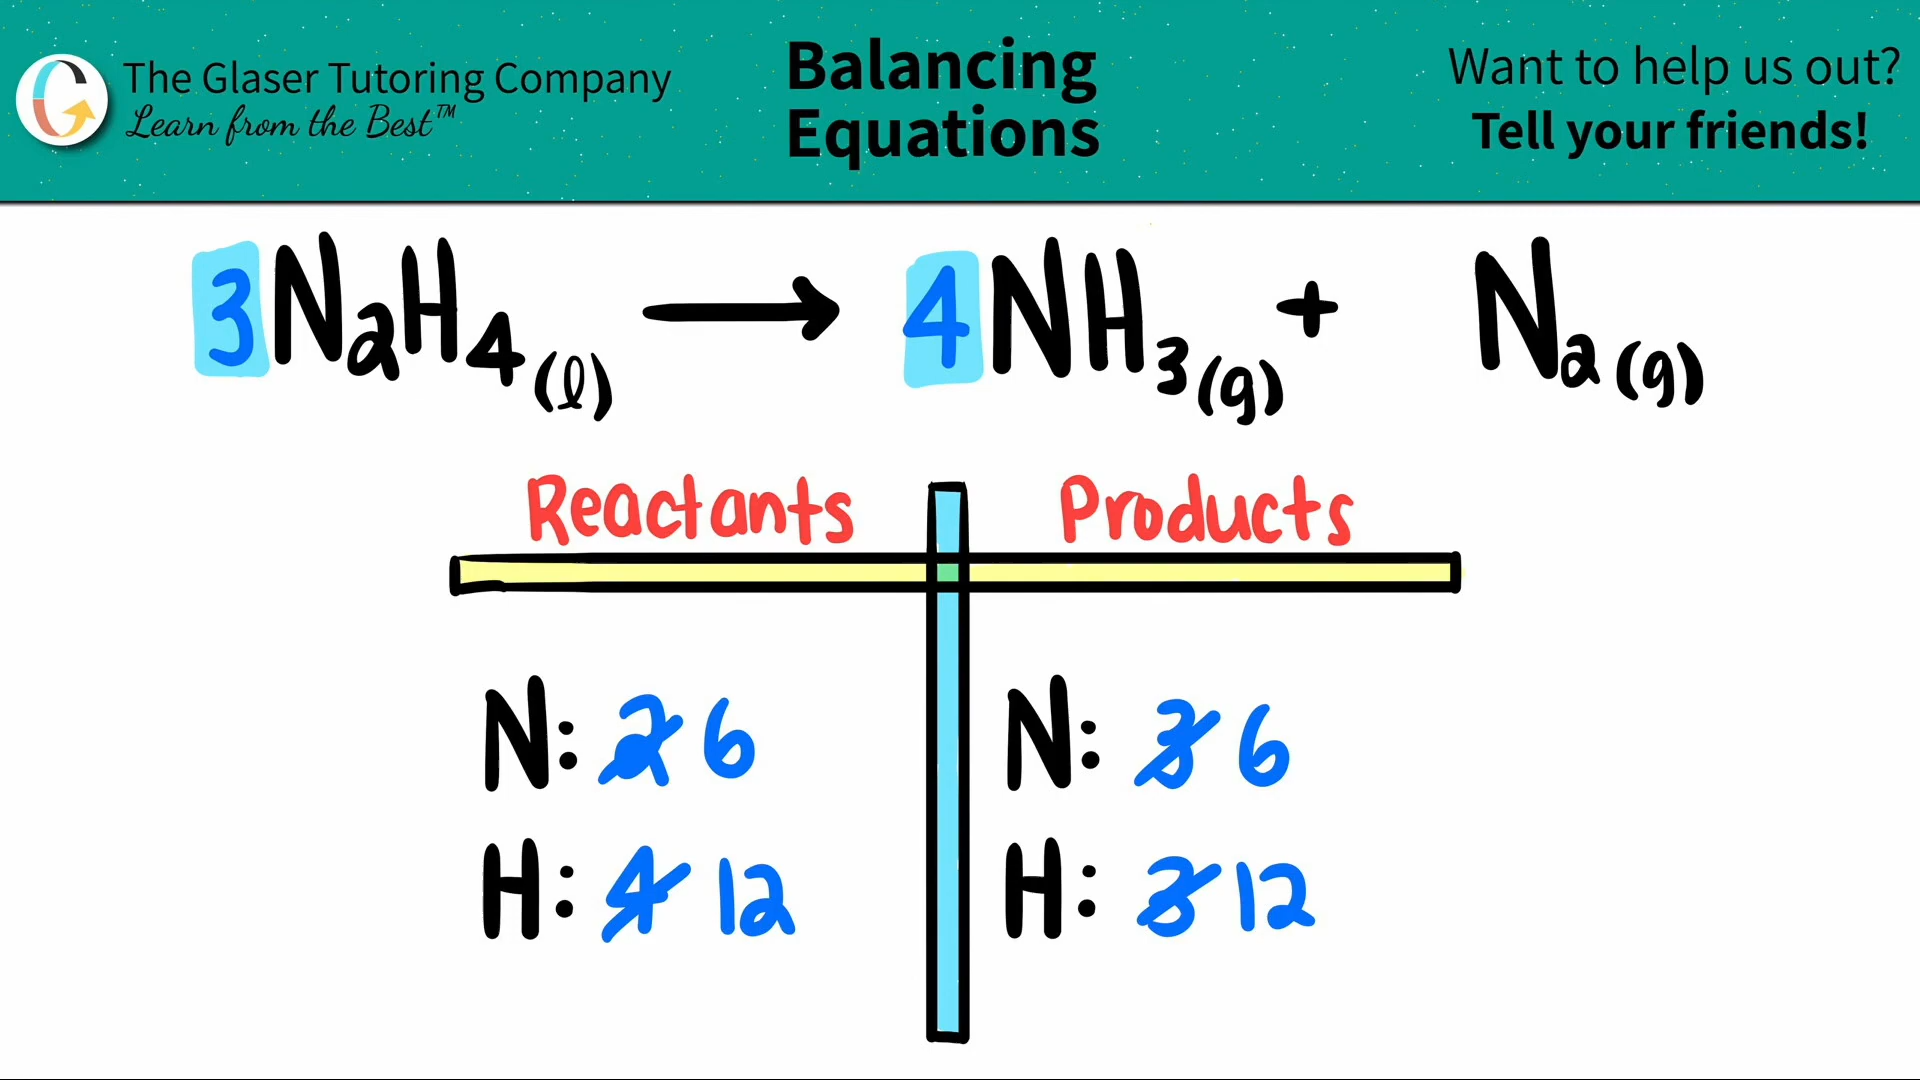 The Glaser Tutoring Company
Learn from the Best™
Balancing
Equations
Want to help us out?
Tell your friends!
3N₂H₄(l) → 4NH₃(g) + N₂(g)
Reactants Products
N: 2 6 N: 3 6
H: 4 12 H: 3 12